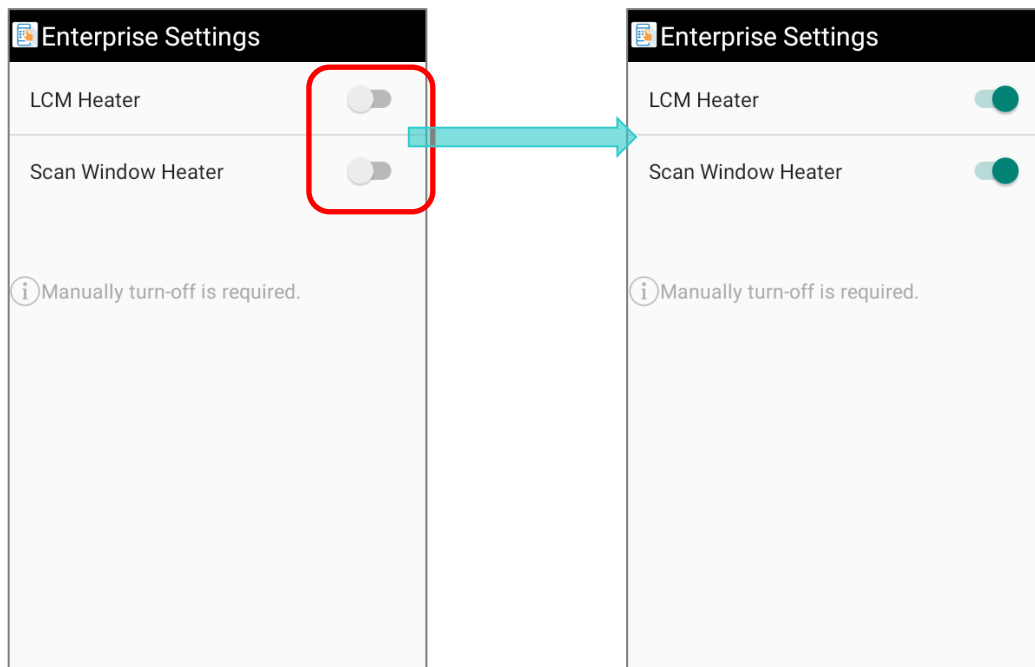 Enterprise Settings
LCM Heater
Scan Window Heater
Manually turn-off is required.
Enterprise Settings
LCM Heater
Scan Window Heater
Manually turn-off is required.